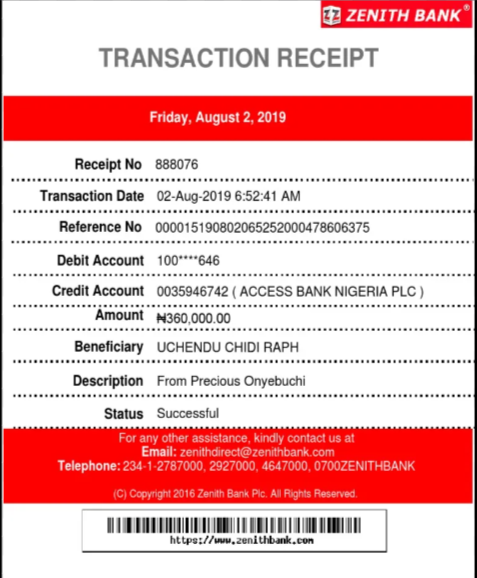 ZENITH BANK®
TRANSACTION RECEIPT
Friday, August 2, 2019
Receipt No 888076
Transaction Date 02-Aug-2019 6:52:41 AM
Reference No 000015190802065252000478606375
Debit Account 100****646
Credit Account 0035946742 ( ACCESS BANK NIGERIA PLC )
Amount ₦360,000.00
Beneficiary UCHENDU CHIDI RAPH
Description From Precious Onyebuchi
Status Successful
For any other assistance, kindly contact us at
Email: zenithdirect@zenithbank.com
Telephone: 234-1-2787000, 2927000, 4647000, 0700ZENITHBANK
(C) Copyright 2016 Zenith Bank Plc. All Rights Reserved.
https://www.zenithbank.com